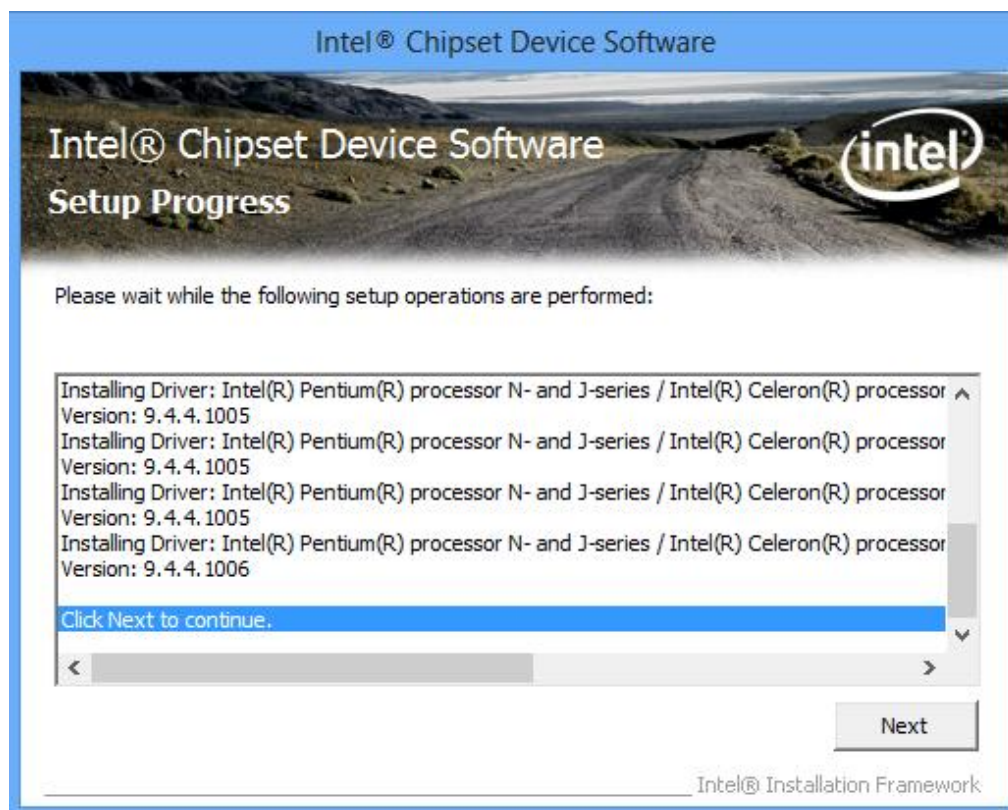 Intel® Chipset Device Software
Intel® Chipset Device Software
intel
Setup Progress
Please wait while the following setup operations are performed:
Installing Driver: Intel(R) Pentium(R) processor N- and J-series / Intel(R) Celeron(R) processor
Version: 9.4.4.1005
Installing Driver: Intel(R) Pentium(R) processor N- and J-series / Intel(R) Celeron(R) processor
Version: 9.4.4.1005
Installing Driver: Intel(R) Pentium(R) processor N- and J-series / Intel(R) Celeron(R) processor
Version: 9.4.4.1005
Installing Driver: Intel(R) Pentium(R) processor N- and J-series / Intel(R) Celeron(R) processor
Version: 9.4.4.1006
Click Next to continue.
Next
Intel® Installation Framework